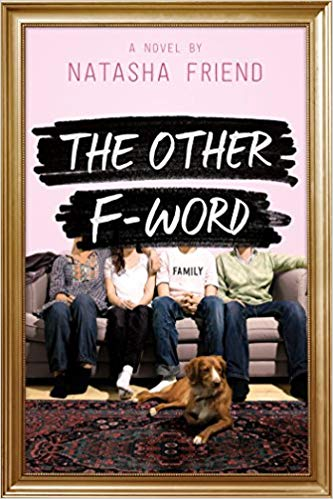 A NOVEL BY
NATASHA FRIEND
THE OTHER
F-WORD
FAMILY